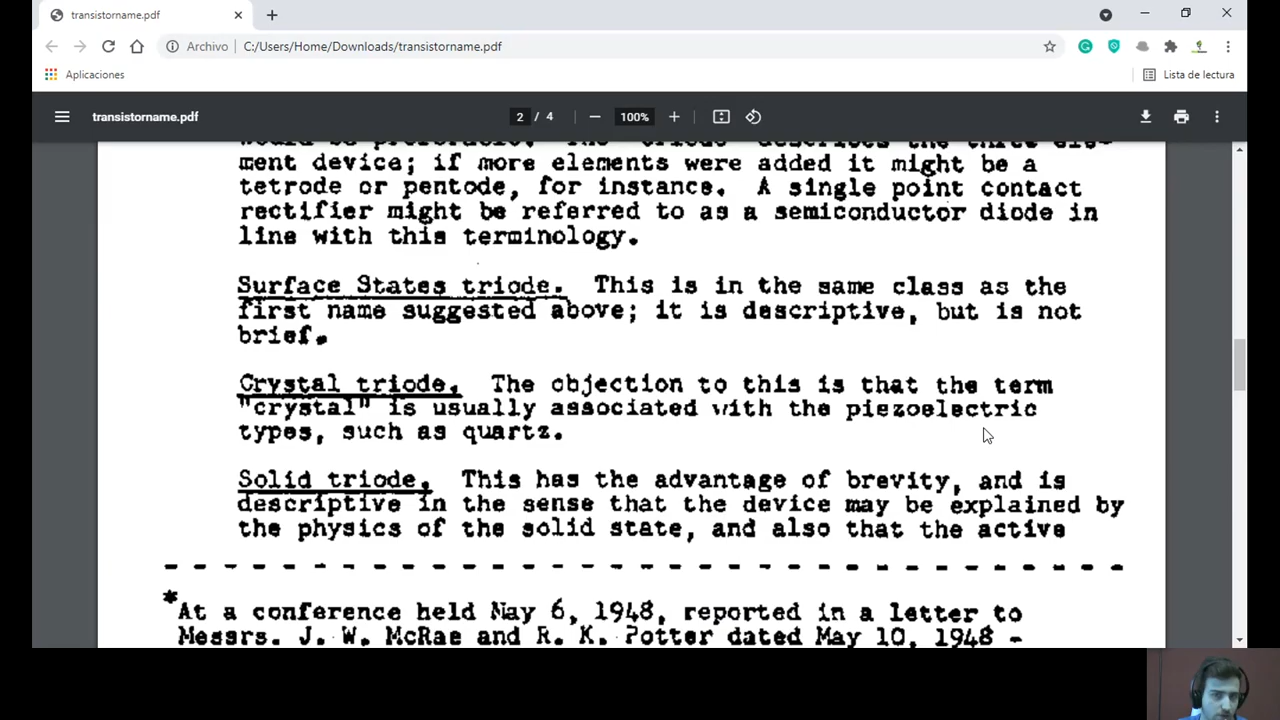 transistorname.pdf
Archivo
C:/Users/Home/Downloads/transistorname.pdf
Aplicaciones
Lista de lectura
transistorname.pdf
2 / 4
100%
ment device; if more elements were added it might be a
tetrode or pentode, for instance. A single point contact
rectifier might be referred to as a semiconductor diode in
line with this terminology.
Surface States triode. This is in the same class as the
first name suggested above; it is descriptive, but is not
brief.
Crystal triode. The objection to this is that the term
"crystal" is usually associated with the piezoelectric
types, such as quartz.
Solid triode. This has the advantage of brevity, and is
descriptive in the sense that the device may be explained by
the physics of the solid state, and also that the active
*At a conference held May 6, 1948, reported in a letter to
Messrs. J. W. McRae and R. K. Potter dated May 10, 1948 -